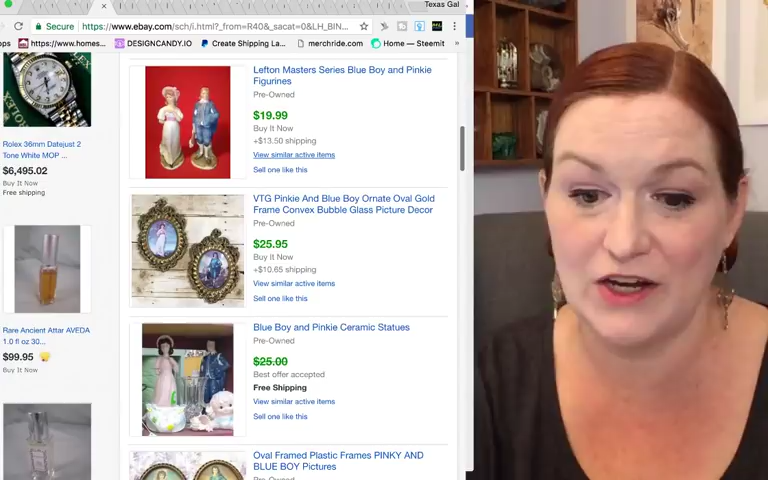 Texas Gal
Secure
https://www.ebay.com/sch/i.html?_from=R40&_sacat=0&LH_BIN...
https://www.homes...
DESIGNCANDY.IO
Create Shipping La...
merchride.com
Home — Steemit
»
Rolex 36mm Datejust 2
Tone White MOP ...
$6,495.02
Buy It Now
Free shipping
Rare Ancient Attar AVEDA
1.0 fl oz 30...
$99.95
Buy It Now
Lefton Masters Series Blue Boy and Pinkie
Figurines
Pre-Owned
$19.99
Buy It Now
+$13.50 shipping
View similar active items
Sell one like this
VTG Pinkie And Blue Boy Ornate Oval Gold
Frame Convex Bubble Glass Picture Decor
Pre-Owned
$25.95
Buy It Now
+$10.65 shipping
View similar active items
Sell one like this
Blue Boy and Pinkie Ceramic Statues
Pre-Owned
$25.00
Best offer accepted
Free Shipping
View similar active items
Sell one like this
Oval Framed Plastic Frames PINKY AND
BLUE BOY Pictures